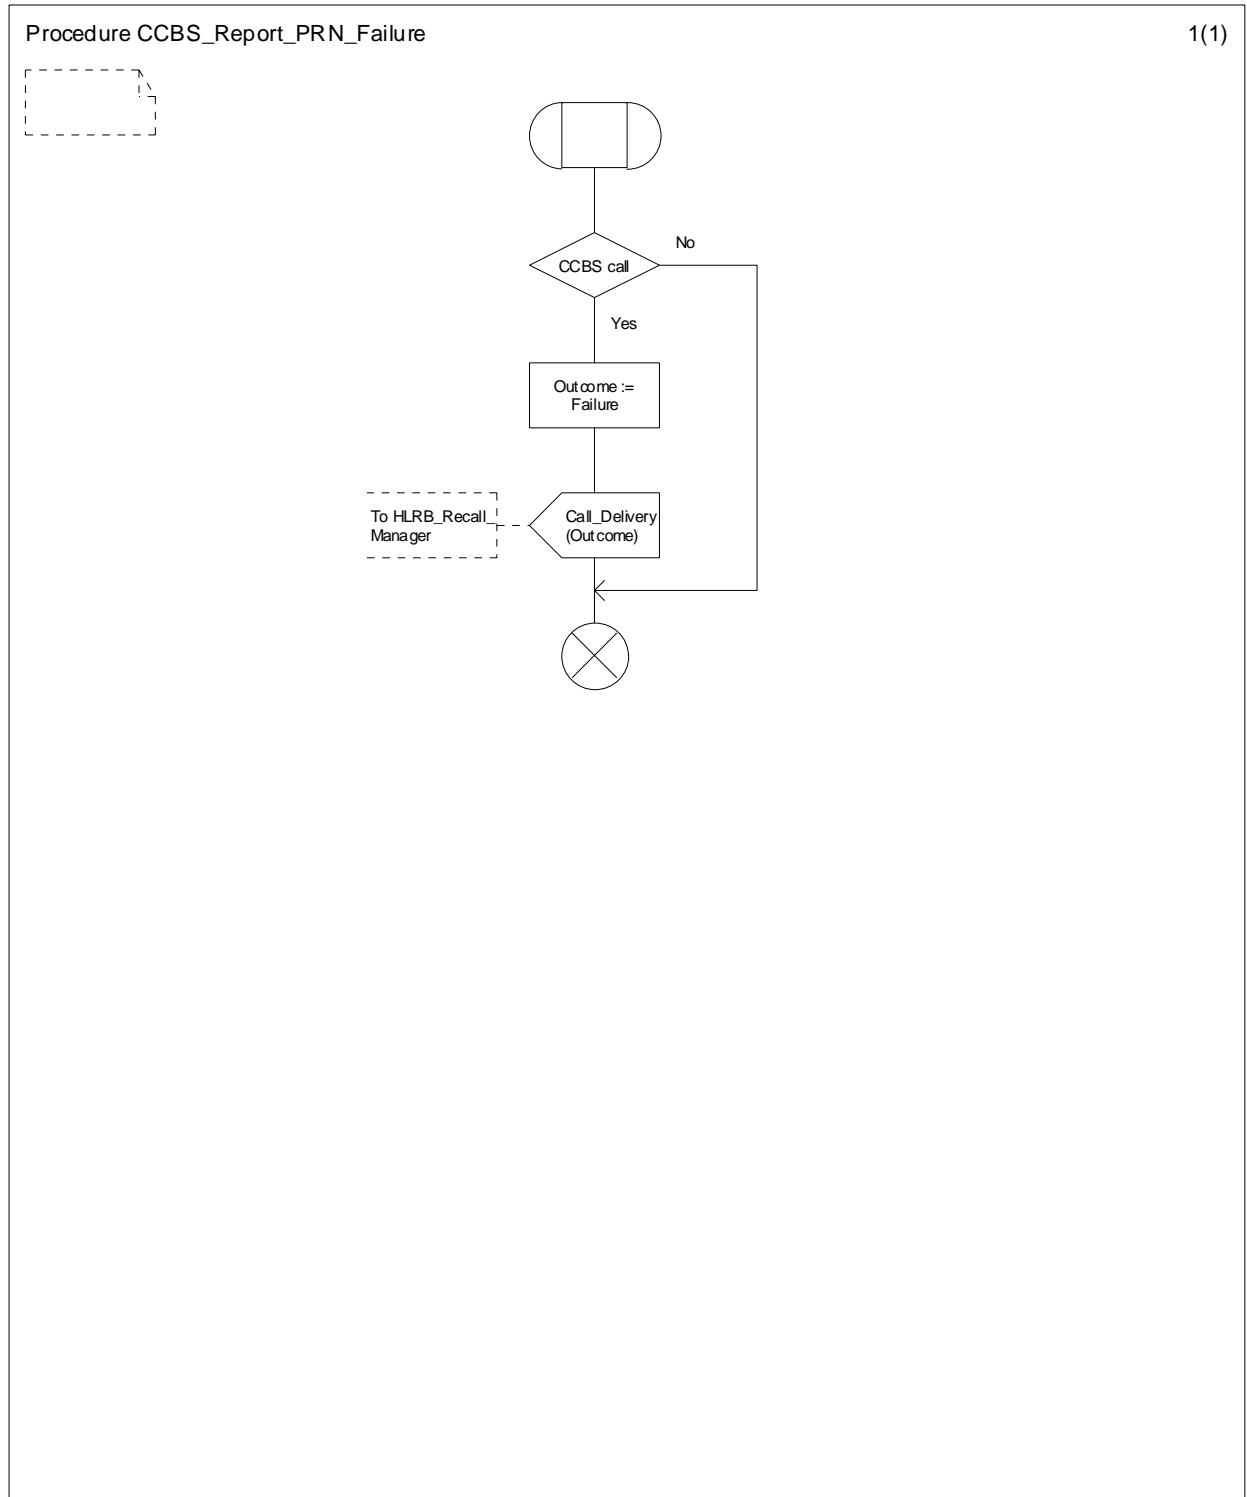 Procedure CCBS_Report_PRN_Failure
1(1)
No
CCBS call
Yes
Outcome :=
Failure
To HLRB_Recall_
Manager
Call_Delivery
(Outcome)